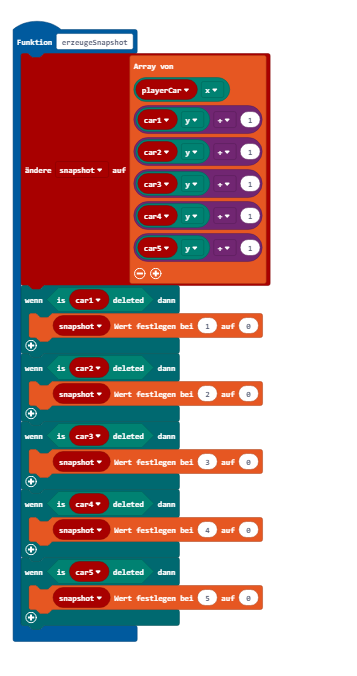 Funktion erzeugeSnapshot
Array von
playerCar x
car1 y ÷ 1
car2 y ÷ 1
ändere snapshot auf car3 y ÷ 1
car4 y ÷ 1
car5 y ÷ 1
wenn is car1 deleted dann
snapshot Wert festlegen bei 1 auf 0
wenn is car2 deleted dann
snapshot Wert festlegen bei 2 auf 0
wenn is car3 deleted dann
snapshot Wert festlegen bei 3 auf 0
wenn is car4 deleted dann
snapshot Wert festlegen bei 4 auf 0
wenn is car5 deleted dann
snapshot Wert festlegen bei 5 auf 0